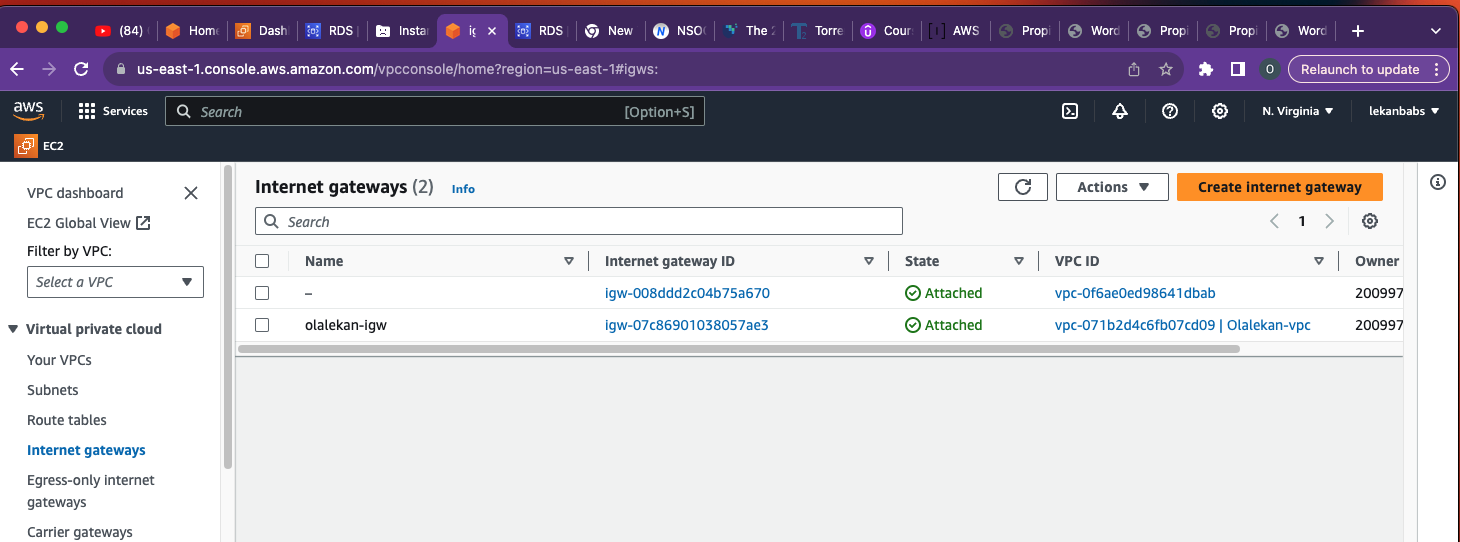 (84) Home Dash RDS Instan ig RDS New NSO The 2 Torre Cour AWS Propi Word Propi Propi Word
us-east-1.console.aws.amazon.com/vpcconsole/home?region=us-east-1#igws: O Relaunch to update
aws Services Search [Option+S] N. Virginia lekanbabs
EC2
VPC dashboard
EC2 Global View
Filter by VPC:
Select a VPC
Virtual private cloud
Your VPCs
Subnets
Route tables
Internet gateways
Egress-only internet
gateways
Carrier gateways
Internet gateways (2) Info Actions Create internet gateway
Search 1
Name Internet gateway ID State VPC ID Owner
– igw-008ddd2c04b75a670 Attached vpc-0f6ae0ed98641dbab 200997
olalekan-igw igw-07c86901038057ae3 Attached vpc-071b2d4c6fb07cd09 | Olalekan-vpc 200997